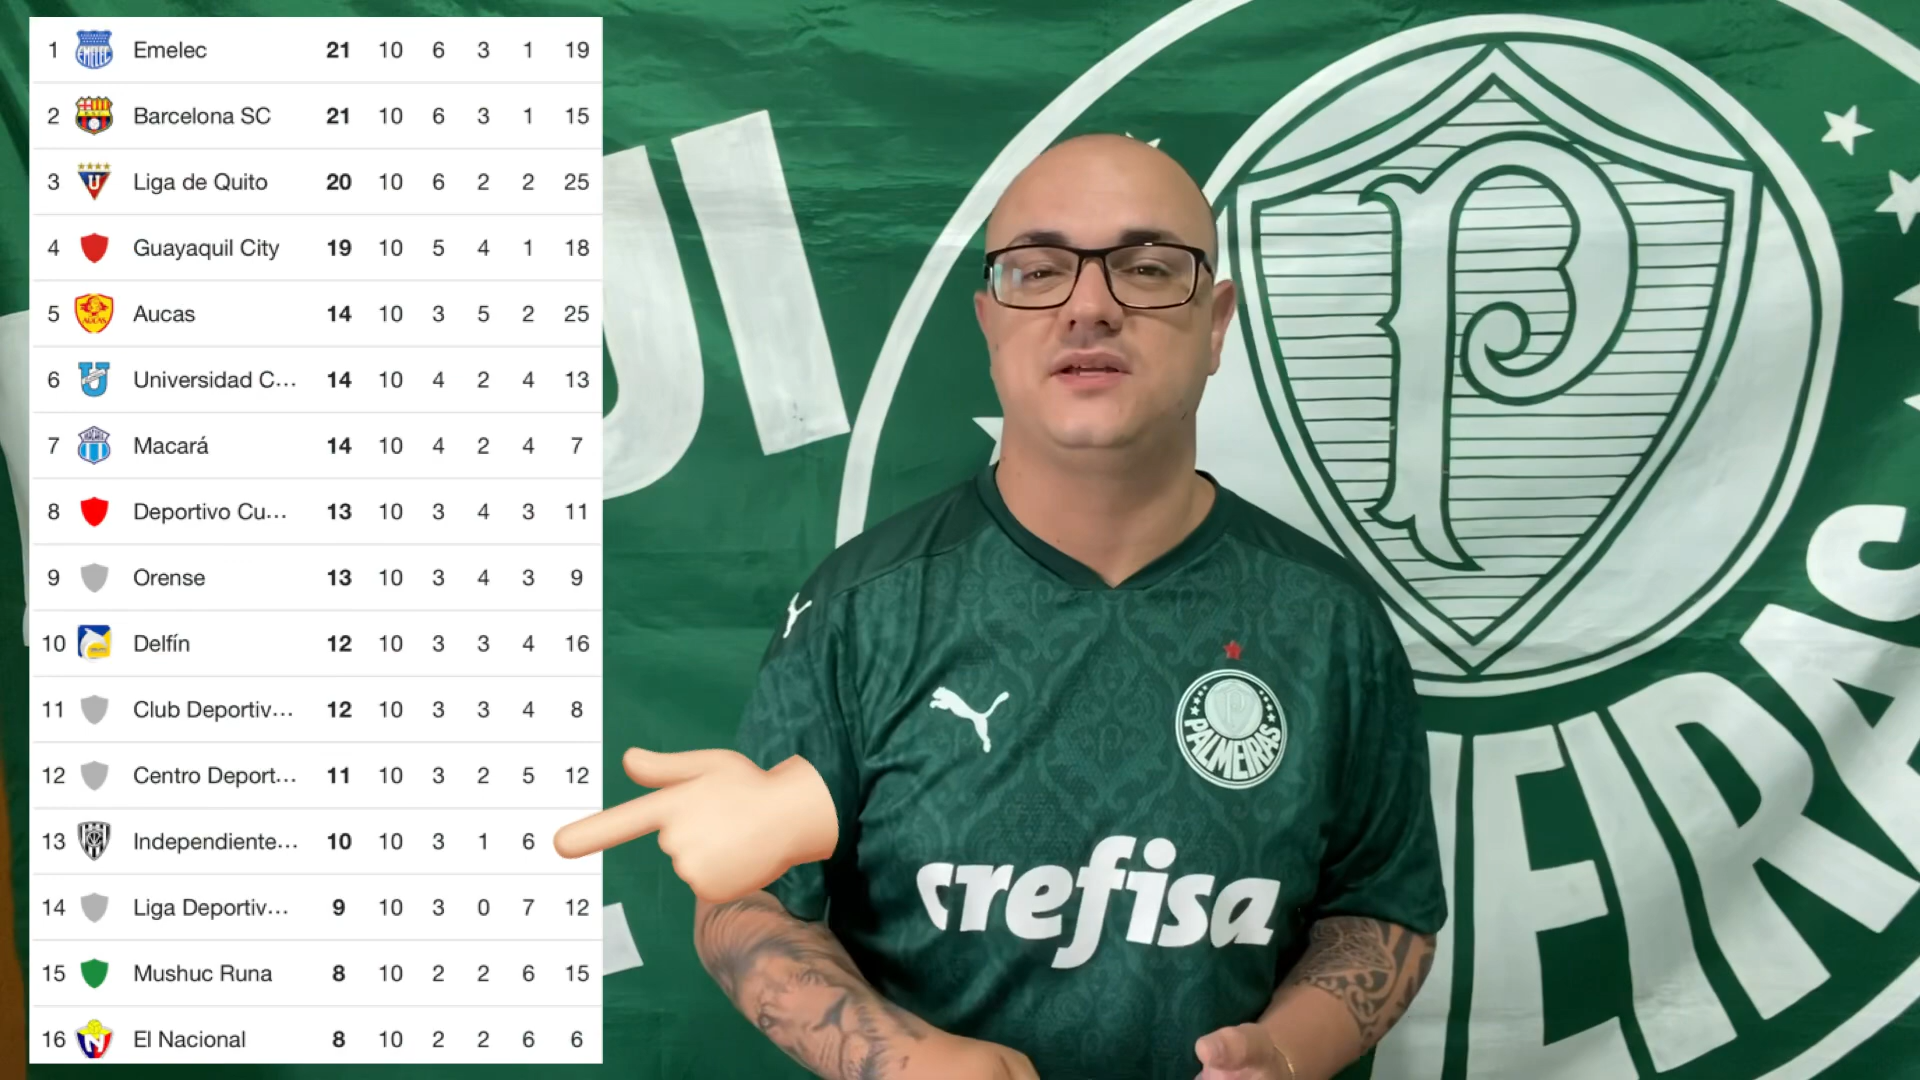 1 Emelec 21 10 6 3 1 19
2 Barcelona SC 21 10 6 3 1 15
3 Liga de Quito 20 10 6 2 2 25
4 Guayaquil City 19 10 5 4 1 18
5 Aucas 14 10 3 5 2 25
6 Universidad C... 14 10 4 2 4 13
7 Macará 14 10 4 2 4 7
8 Deportivo Cu... 13 10 3 4 3 11
9 Orense 13 10 3 4 3 9
10 Delfín 12 10 3 3 4 16
11 Club Deportiv... 12 10 3 3 4 8
12 Centro Deport... 11 10 3 2 5 12
13 Independiente... 10 10 3 1 6
14 Liga Deportiv... 9 10 3 0 7 12
15 Mushuc Runa 8 10 2 2 6 15
16 El Nacional 8 10 2 2 6 6
P
PALMEIRAS
crefisa